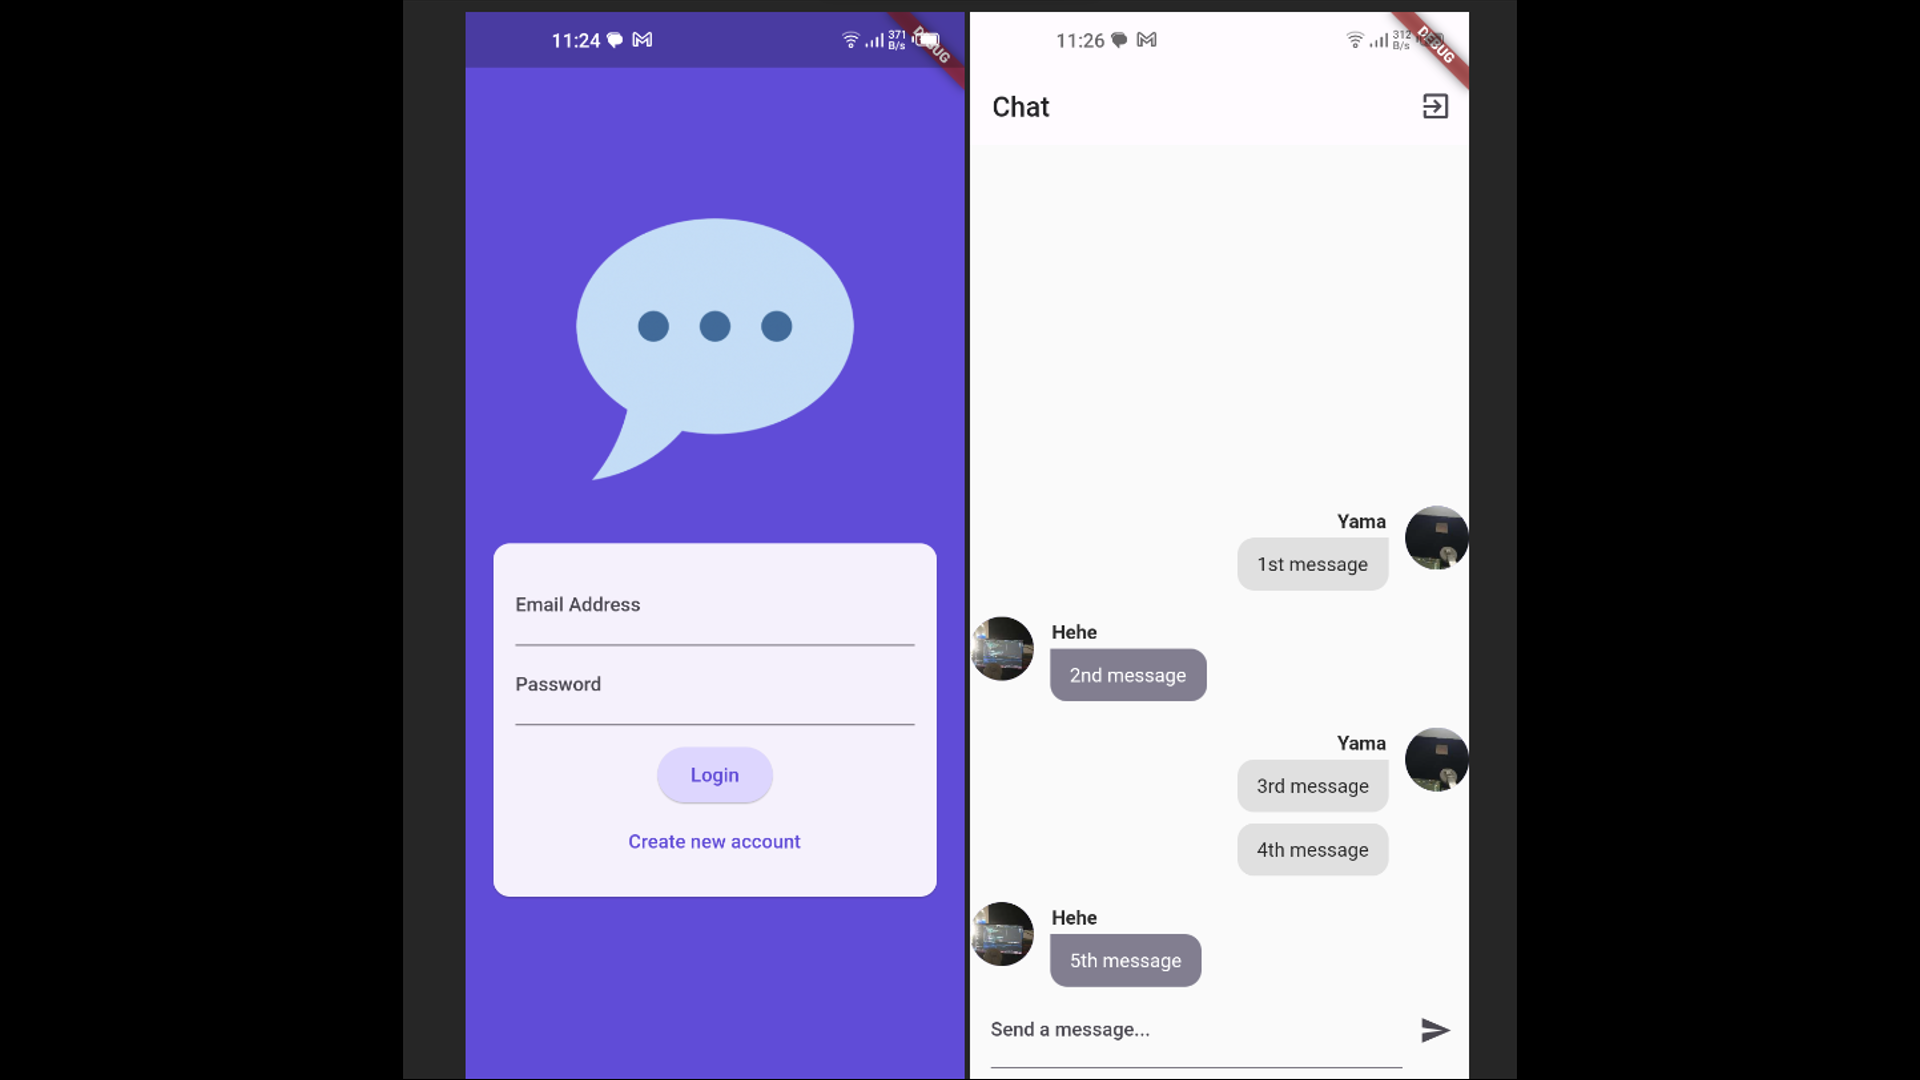 11:24
371 B/s
DEBUG
Email Address
Password
Login
Create new account
11:26
312 B/s
DEBUG
Chat
Yama
1st message
Hehe
2nd message
Yama
3rd message
4th message
Hehe
5th message
Send a message...